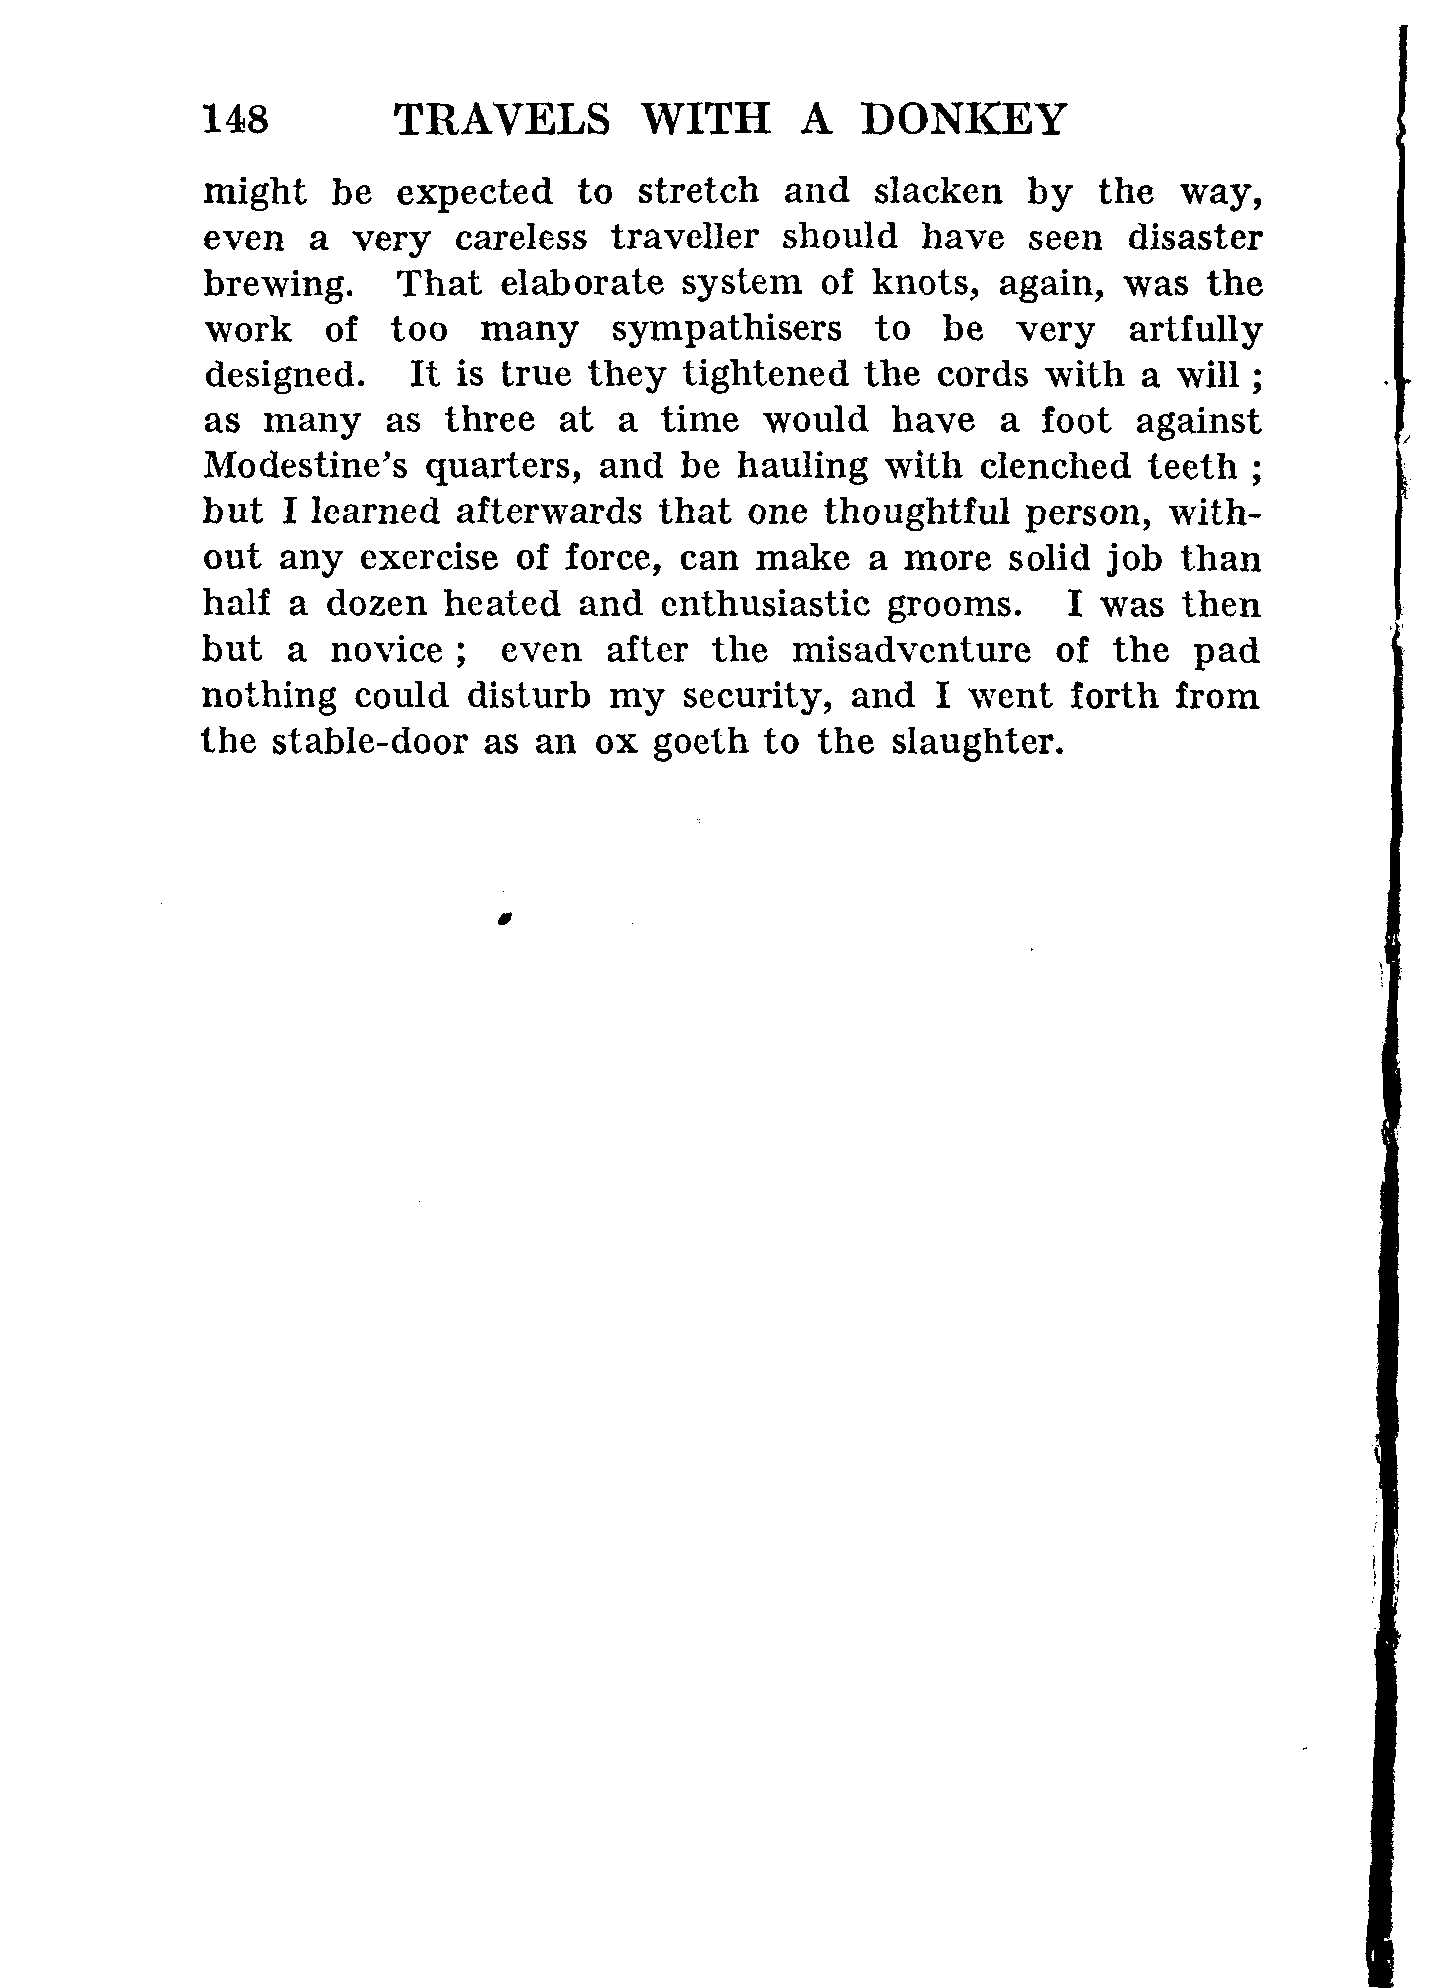 148 TRAVELS WITH A DONKEY
might be expected to stretch and slacken by the way,
even a very careless traveller should have seen disaster
brewing. That elaborate system of knots, again, was the
work of too many sympathisers to be very artfully
designed. It is true they tightened the cords with a will ;
as many as three at a time would have a foot against
Modestine's quarters, and be hauling with clenched teeth ;
but I learned afterwards that one thoughtful person, with-
out any exercise of force, can make a more solid job than
half a dozen heated and enthusiastic grooms. I was then
but a novice ; even after the misadventure of the pad
nothing could disturb my security, and I went forth from
the stable-door as an ox goeth to the slaughter.